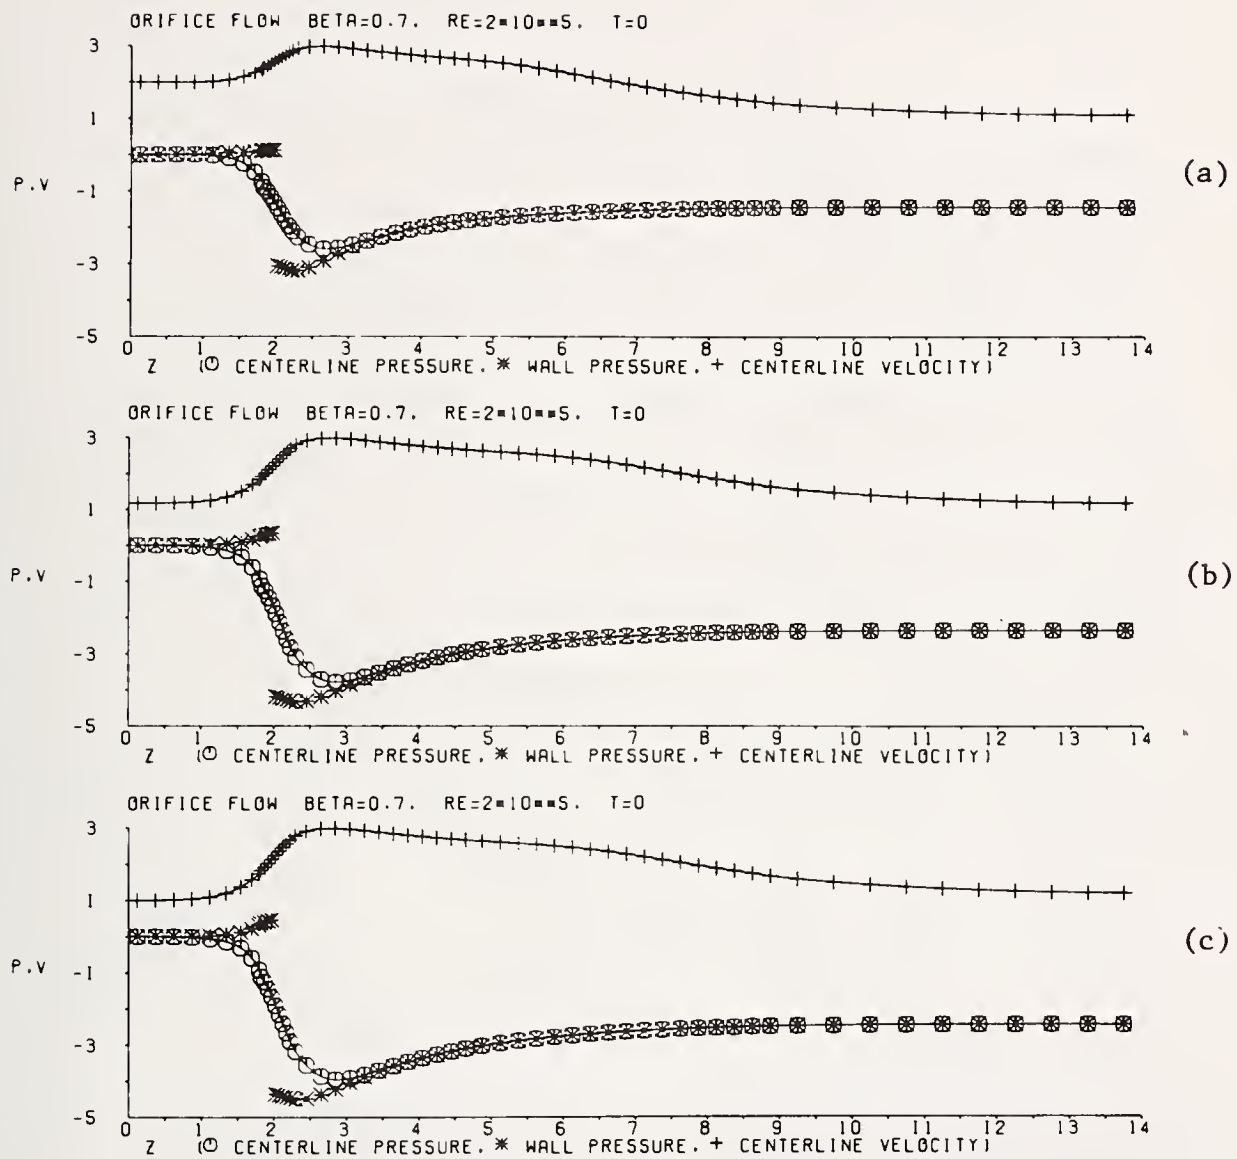 ORIFICE FLOW BETA=0.7. RE=2*10**5. T=0
3
1
P.V -1
-3
-5
0 1 2 3 4 5 6 7 8 9 10 11 12 13 14
Z (O CENTERLINE PRESSURE. * WALL PRESSURE. + CENTERLINE VELOCITY)
(a)
ORIFICE FLOW BETA=0.7. RE=2*10**5. T=0
3
1
P.V -1
-3
-5
0 1 2 3 4 5 6 7 8 9 10 11 12 13 14
Z (O CENTERLINE PRESSURE. * WALL PRESSURE. + CENTERLINE VELOCITY)
(b)
ORIFICE FLOW BETA=0.7. RE=2*10**5. T=0
3
1
P.V -1
-3
-5
0 1 2 3 4 5 6 7 8 9 10 11 12 13 14
Z (O CENTERLINE PRESSURE. * WALL PRESSURE. + CENTERLINE VELOCITY)
(c)